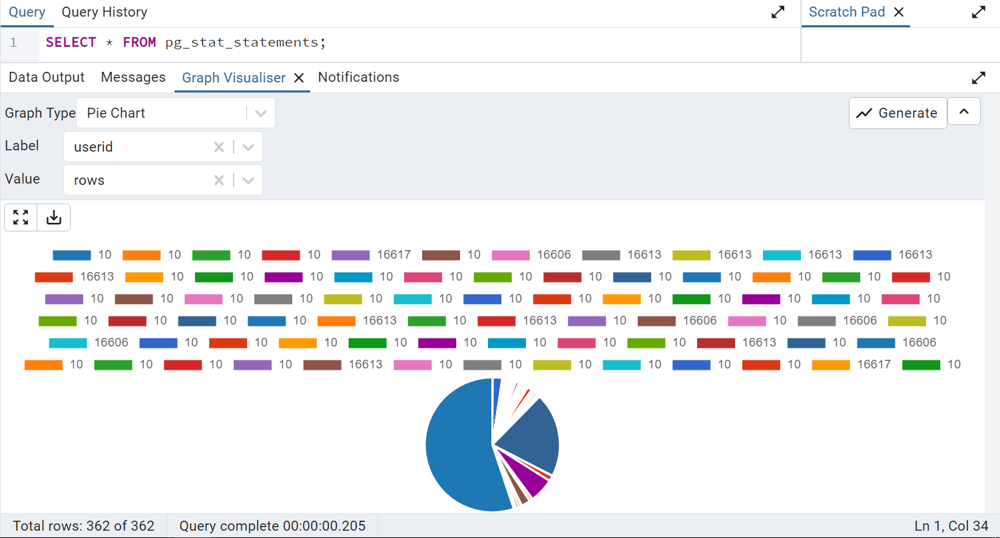 Query Query History Scratch Pad
1 SELECT * FROM pg_stat_statements;
Data Output Messages Graph Visualiser Notifications
Graph Type Pie Chart Generate
Label userid
Value rows
10 10 10 10 16617 10 16606 16613 16613 16613 16613
16613 10 10 10 10 10 10 10 10 10 10 10 10
10 10 10 10 10 10 10 10 10 10 10 10 10
10 10 10 10 16613 10 16613 10 16606 10 16606 10
16606 10 10 10 10 10 10 10 10 16613 10 16606
10 10 10 10 16613 10 10 10 10 10 10 16617 10
Total rows: 362 of 362 Query complete 00:00:00.205 Ln 1, Col 34